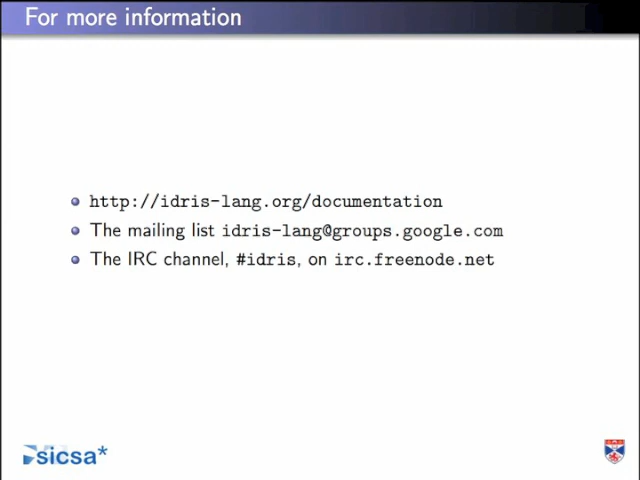 For more information
http://idris-lang.org/documentation
The mailing list idris-lang@groups.google.com
The IRC channel, #idris, on irc.freenode.net
sicsa*